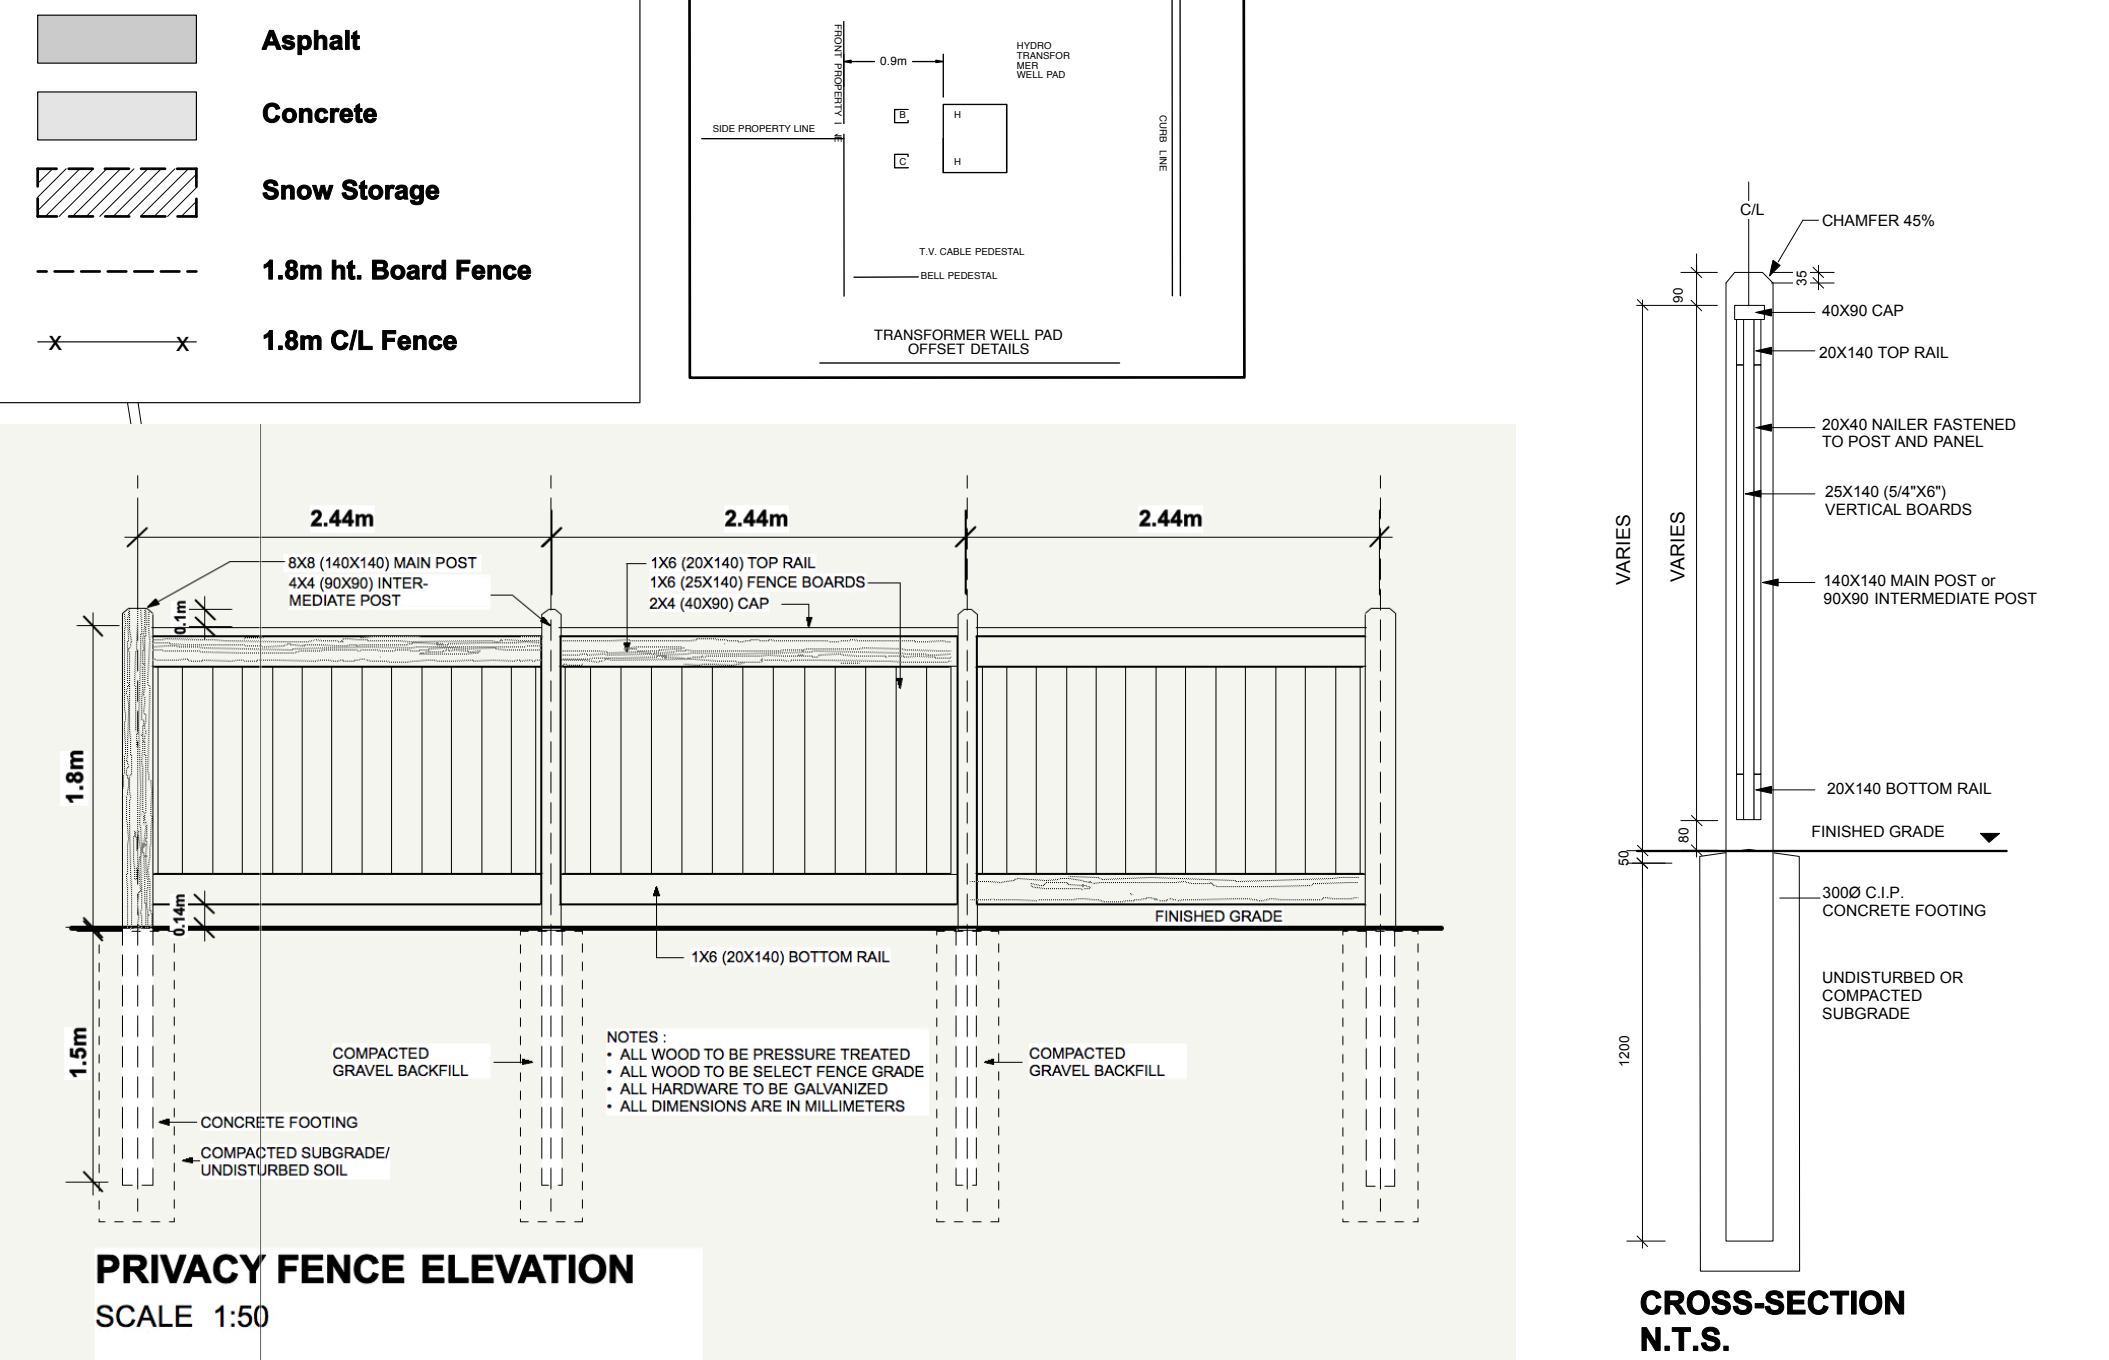 Asphalt
Concrete
Snow Storage
1.8m ht. Board Fence
X X
1.8m C/L Fence
FRONT PROPERTY LINE
0.9m
HYDRO
TRANSFOR
MER
WELL PAD
B
H
SIDE PROPERTY LINE
C
H
CURB LINE
T.V. CABLE PEDESTAL
BELL PEDESTAL
TRANSFORMER WELL PAD
OFFSET DETAILS
2.44m
2.44m
2.44m
8X8 (140X140) MAIN POST
4X4 (90X90) INTER-
MEDIATE POST
1X6 (20X140) TOP RAIL
1X6 (25X140) FENCE BOARDS
2X4 (40X90) CAP
0.1m
1.8m
0.14m
FINISHED GRADE
1X6 (20X140) BOTTOM RAIL
1.5m
COMPACTED
GRAVEL BACKFILL
NOTES :
• ALL WOOD TO BE PRESSURE TREATED
• ALL WOOD TO BE SELECT FENCE GRADE
• ALL HARDWARE TO BE GALVANIZED
• ALL DIMENSIONS ARE IN MILLIMETERS
COMPACTED
GRAVEL BACKFILL
CONCRETE FOOTING
COMPACTED SUBGRADE/
UNDISTURBED SOIL
PRIVACY FENCE ELEVATION
SCALE 1:50
C/L
CHAMFER 45%
35
90
40X90 CAP
20X140 TOP RAIL
20X40 NAILER FASTENED
TO POST AND PANEL
25X140 (5/4"X6")
VERTICAL BOARDS
VARIES
VARIES
140X140 MAIN POST or
90X90 INTERMEDIATE POST
20X140 BOTTOM RAIL
80
FINISHED GRADE
50
300Ø C.I.P.
CONCRETE FOOTING
UNDISTURBED OR
COMPACTED
SUBGRADE
1200
CROSS-SECTION
N.T.S.